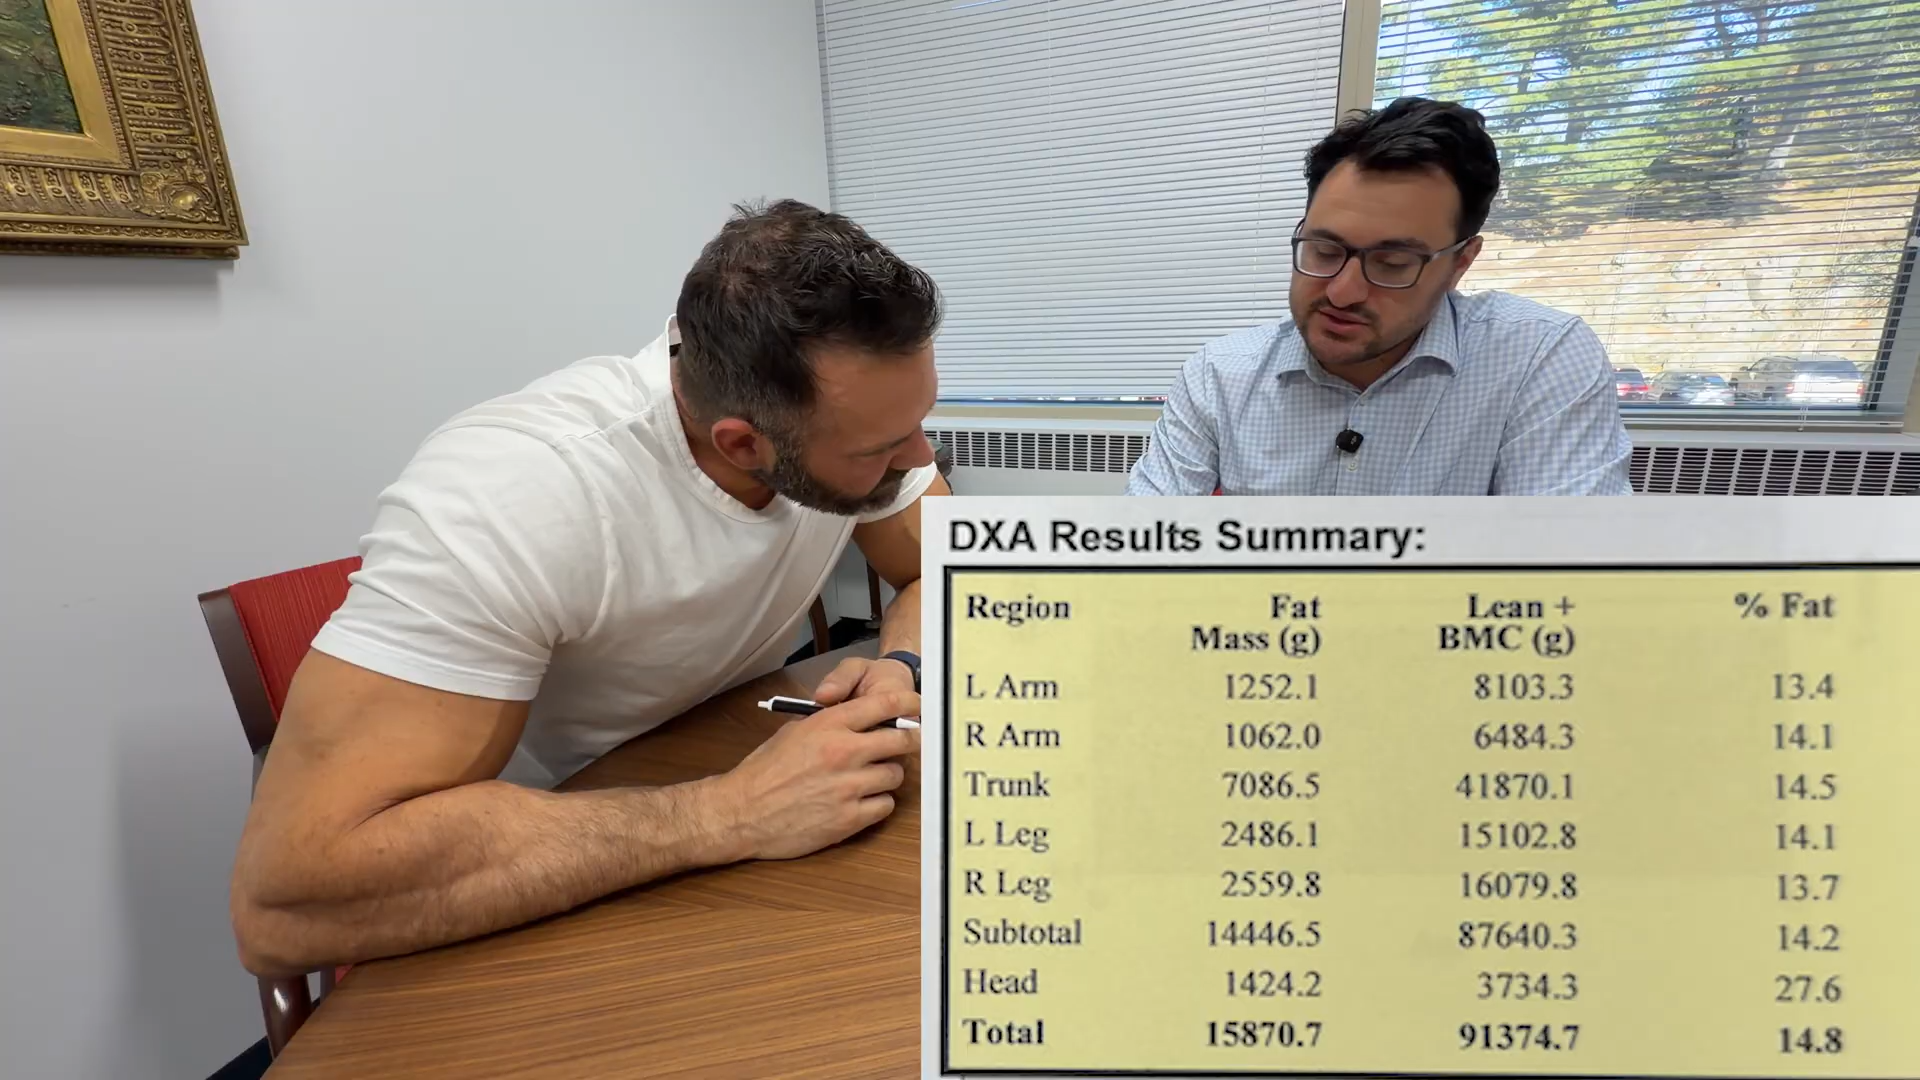 DXA Results Summary:
Region Fat Mass (g) Lean + BMC (g) % Fat
L Arm 1252.1 8103.3 13.4
R Arm 1062.0 6484.3 14.1
Trunk 7086.5 41870.1 14.5
L Leg 2486.1 15102.8 14.1
R Leg 2559.8 16079.8 13.7
Subtotal 14446.5 87640.3 14.2
Head 1424.2 3734.3 27.6
Total 15870.7 91374.7 14.8